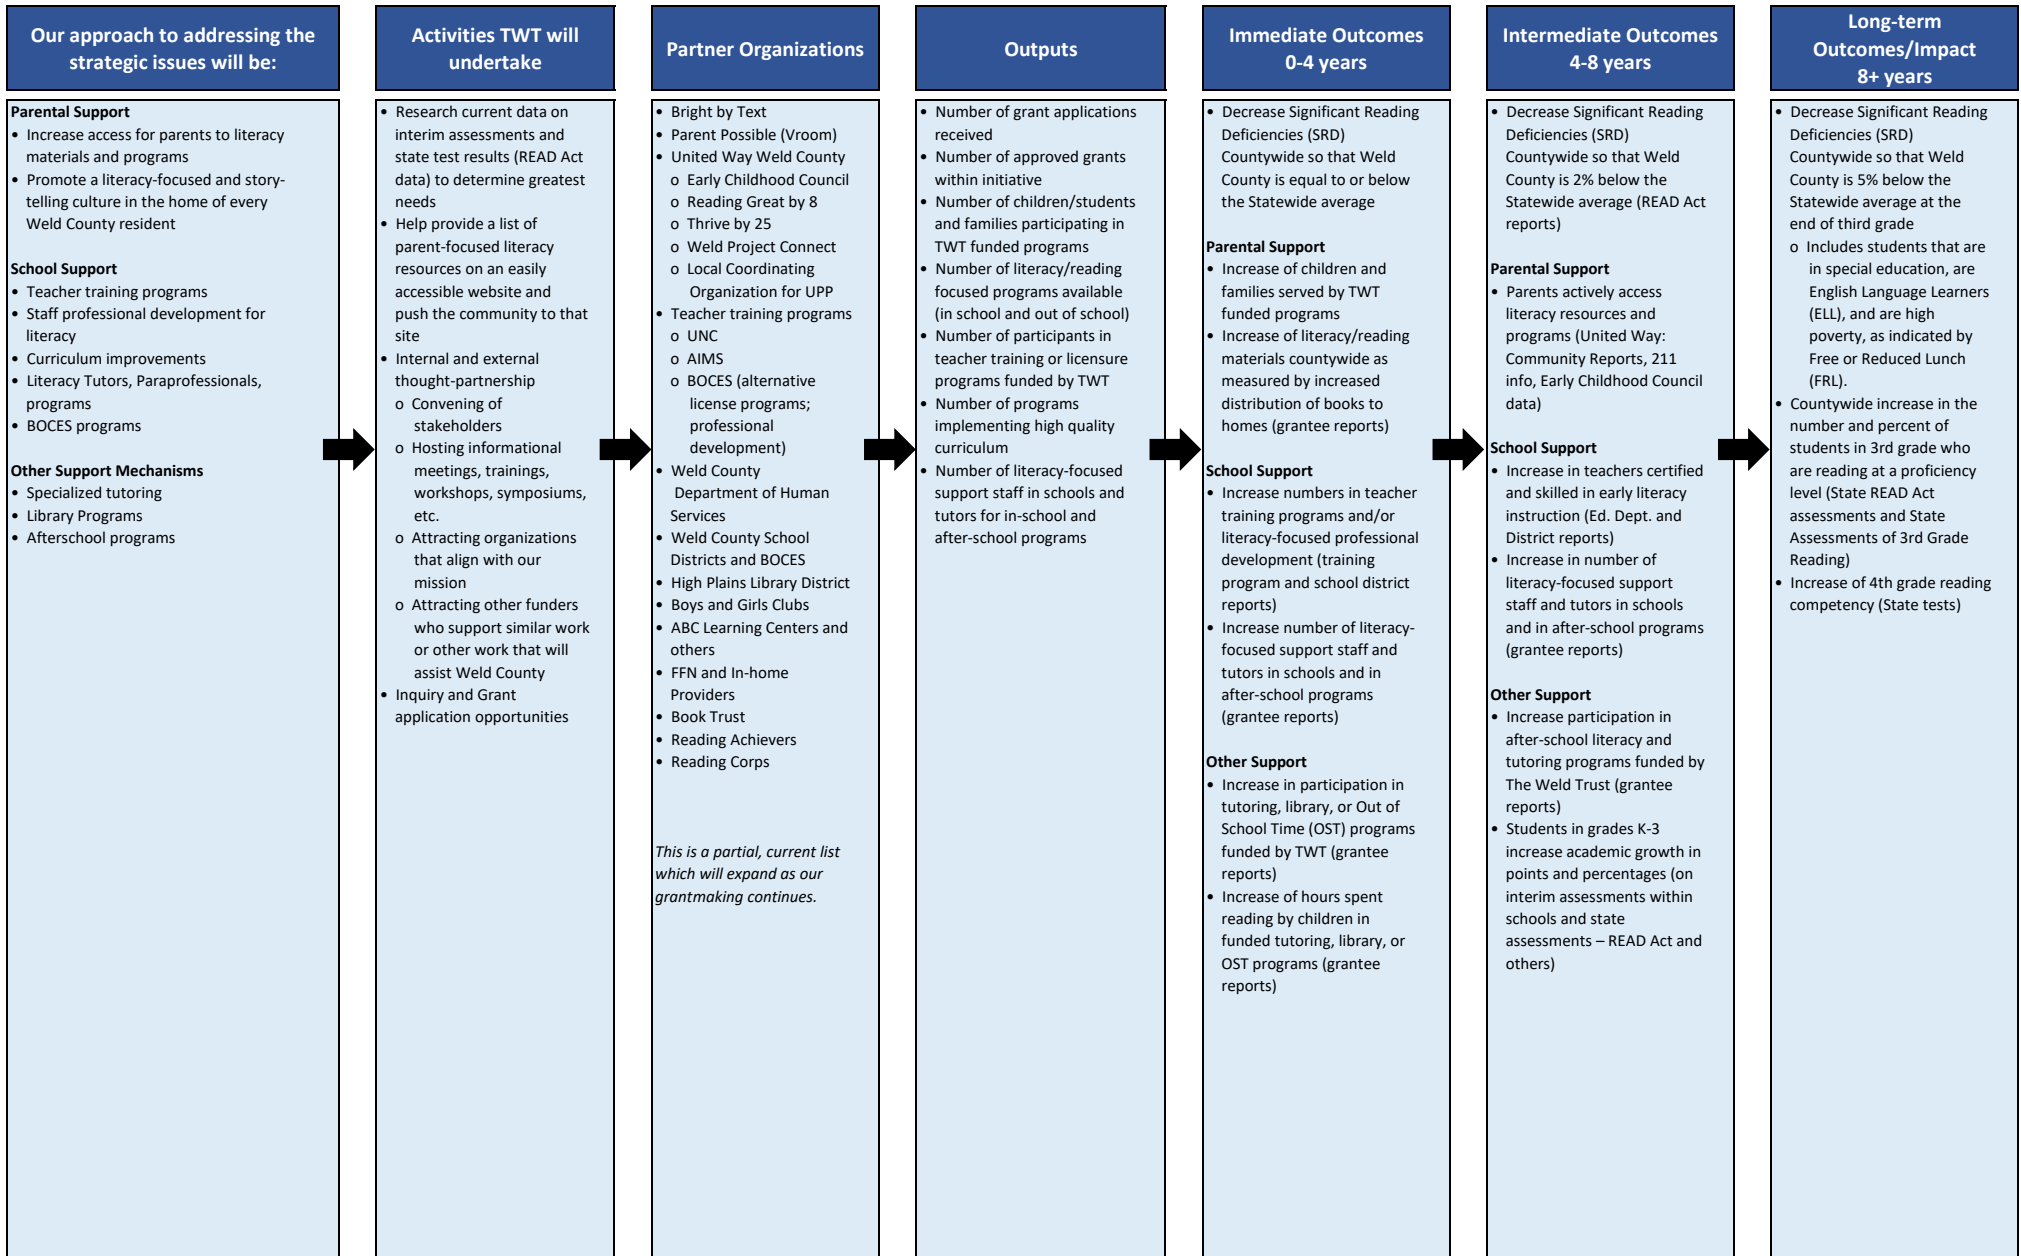 Our approach to addressing the
strategic issues will be:
Parental Support
• Increase access for parents to literacy
materials and programs
• Promote a literacy-focused and story-
telling culture in the home of every
Weld County resident
School Support
• Teacher training programs
• Staff professional development for
literacy
• Curriculum improvements
• Literacy Tutors, Paraprofessionals,
programs
• BOCES programs
Other Support Mechanisms
• Specialized tutoring
• Library Programs
• Afterschool programs
Activities TWT will
undertake
• Research current data on
interim assessments and
state test results (READ Act
data) to determine greatest
needs
• Help provide a list of
parent-focused literacy
resources on an easily
accessible website and
push the community to that
site
• Internal and external
thought-partnership
o Convening of
stakeholders
o Hosting informational
meetings, trainings,
workshops, symposiums,
etc.
o Attracting organizations
that align with our
mission
o Attracting other funders
who support similar work
or other work that will
assist Weld County
• Inquiry and Grant
application opportunities
Partner Organizations
• Bright by Text
• Parent Possible (Vroom)
• United Way Weld County
o Early Childhood Council
o Reading Great by 8
o Thrive by 25
o Weld Project Connect
o Local Coordinating
Organization for UPP
• Teacher training programs
o UNC
o AIMS
o BOCES (alternative
license programs;
professional
development)
• Weld County
Department of Human
Services
• Weld County School
Districts and BOCES
• High Plains Library District
• Boys and Girls Clubs
• ABC Learning Centers and
others
• FFN and In-home
Providers
• Book Trust
• Reading Achievers
• Reading Corps
This is a partial, current list
which will expand as our
grantmaking continues.
Outputs
• Number of grant applications
received
• Number of approved grants
within initiative
• Number of children/students
and families participating in
TWT funded programs
• Number of literacy/reading
focused programs available
(in school and out of school)
• Number of participants in
teacher training or licensure
programs funded by TWT
• Number of programs
implementing high quality
curriculum
• Number of literacy-focused
support staff in schools and
tutors for in-school and
after-school programs
Immediate Outcomes
0-4 years
• Decrease Significant Reading
Deficiencies (SRD)
Countywide so that Weld
County is equal to or below
the Statewide average
Parental Support
• Increase of children and
families served by TWT
funded programs
• Increase of literacy/reading
materials countywide as
measured by increased
distribution of books to
homes (grantee reports)
School Support
• Increase numbers in teacher
training programs and/or
literacy-focused professional
development (training
program and school district
reports)
• Increase number of literacy-
focused support staff and
tutors in schools and in
after-school programs
(grantee reports)
Other Support
• Increase in participation in
tutoring, library, or Out of
School Time (OST) programs
funded by TWT (grantee
reports)
• Increase of hours spent
reading by children in
funded tutoring, library, or
OST programs (grantee
reports)
Intermediate Outcomes
4-8 years
• Decrease Significant Reading
Deficiencies (SRD)
Countywide so that Weld
County is 2% below the
Statewide average (READ Act
reports)
Parental Support
• Parents actively access
literacy resources and
programs (United Way:
Community Reports, 211
info, Early Childhood Council
data)
School Support
• Increase in teachers certified
and skilled in early literacy
instruction (Ed. Dept. and
District reports)
• Increase in number of
literacy-focused support
staff and tutors in schools
and in after-school programs
(grantee reports)
Other Support
• Increase participation in
after-school literacy and
tutoring programs funded by
The Weld Trust (grantee
reports)
• Students in grades K-3
increase academic growth in
points and percentages (on
interim assessments within
schools and state
assessments – READ Act and
others)
Long-term
Outcomes/Impact
8+ years
• Decrease Significant Reading
Deficiencies (SRD)
Countywide so that Weld
County is 5% below the
Statewide average at the
end of third grade
o Includes students that are
in special education, are
English Language Learners
(ELL), and are high
poverty, as indicated by
Free or Reduced Lunch
(FRL).
• Countywide increase in the
number and percent of
students in 3rd grade who
are reading at a proficiency
level (State READ Act
assessments and State
Assessments of 3rd Grade
Reading)
• Increase of 4th grade reading
competency (State tests)